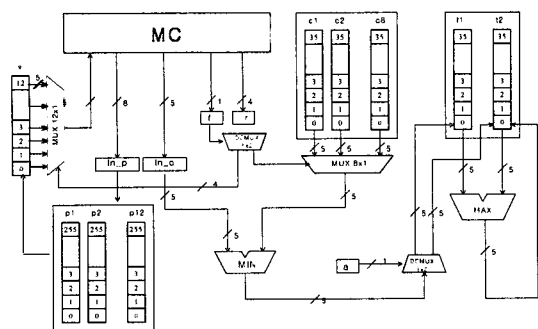 MC
c1 c2 c8
35 35 35
3 3 3
2 2 2
1 1 1
0 0 0
t1 t2
35 35
3 3
2 2
1 1
0 0
v
12
3
2
1
0
5
5
MUX 12x1
8
5
1
4
f
r
DEMUX
1x2
In_p
In_c
4
5
5 5 5
MUX 8x1
5
p1 p2 p12
255 255 255
3 3 3
2 2 2
1 1 1
0 0 0
5
MIN
5
a
1
DEMUX
5 5
5 5
MAX
5